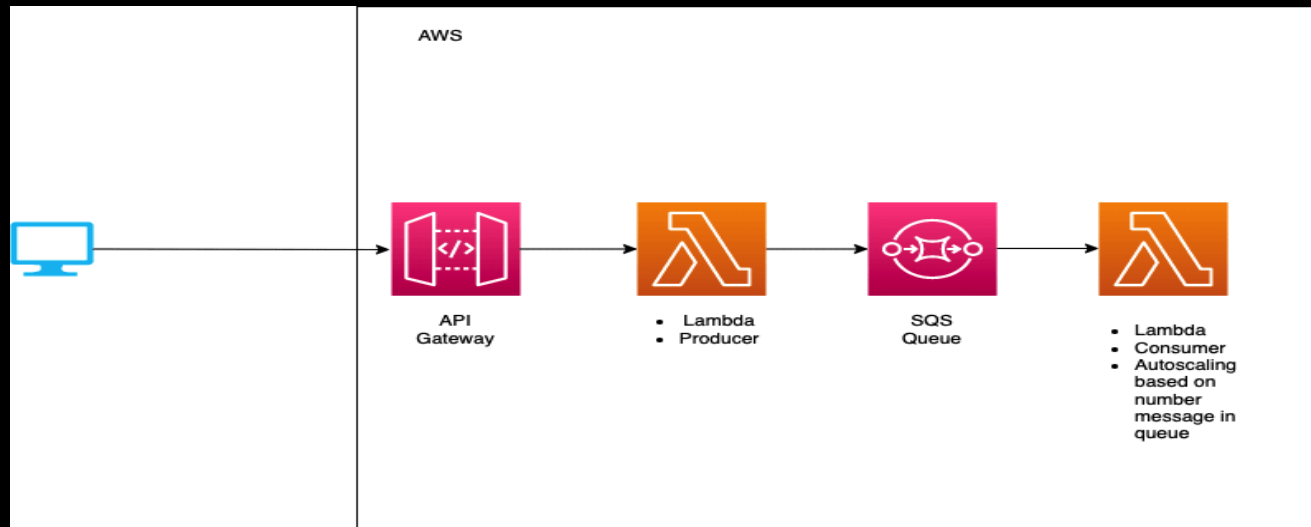 AWS
</>
API
Gateway
• Lambda
• Producer
SQS
Queue
• Lambda
• Consumer
• Autoscaling
based on
number
message in
queue